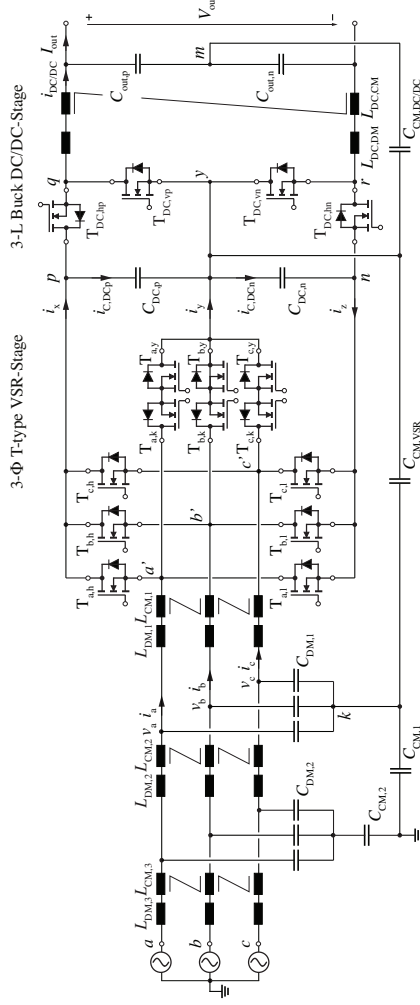 3-Φ T-type VSR-Stage
3-L Buck DC/DC-Stage
L_DM,3 L_CM,3
L_DM,2 L_CM,2
L_DM,1 L_CM,1
a
b
c
v_a i_a
v_b i_b
v_c i_c
C_DM,2
C_DM,1
C_CM,2
C_CM,1
k
a'
b'
c'
T_a,h
T_b,h
T_c,h
T_a,k
T_b,k
T_c,k
T_a,y
T_b,y
T_c,y
T_a,l
T_b,l
T_c,l
C_CM,VSR
i_x
i_y
i_z
p
n
i_C,DCp
i_C,DCn
C_DC,p
C_DC,n
T_DC,hp
T_DC,vp
T_DC,vn
T_DC,hn
q
y
r
i_DC/DC
I_out
C_out,p
C_out,n
m
L_DC,DM
L_DC,CM
C_CM,DC/DC
+
V_out
−